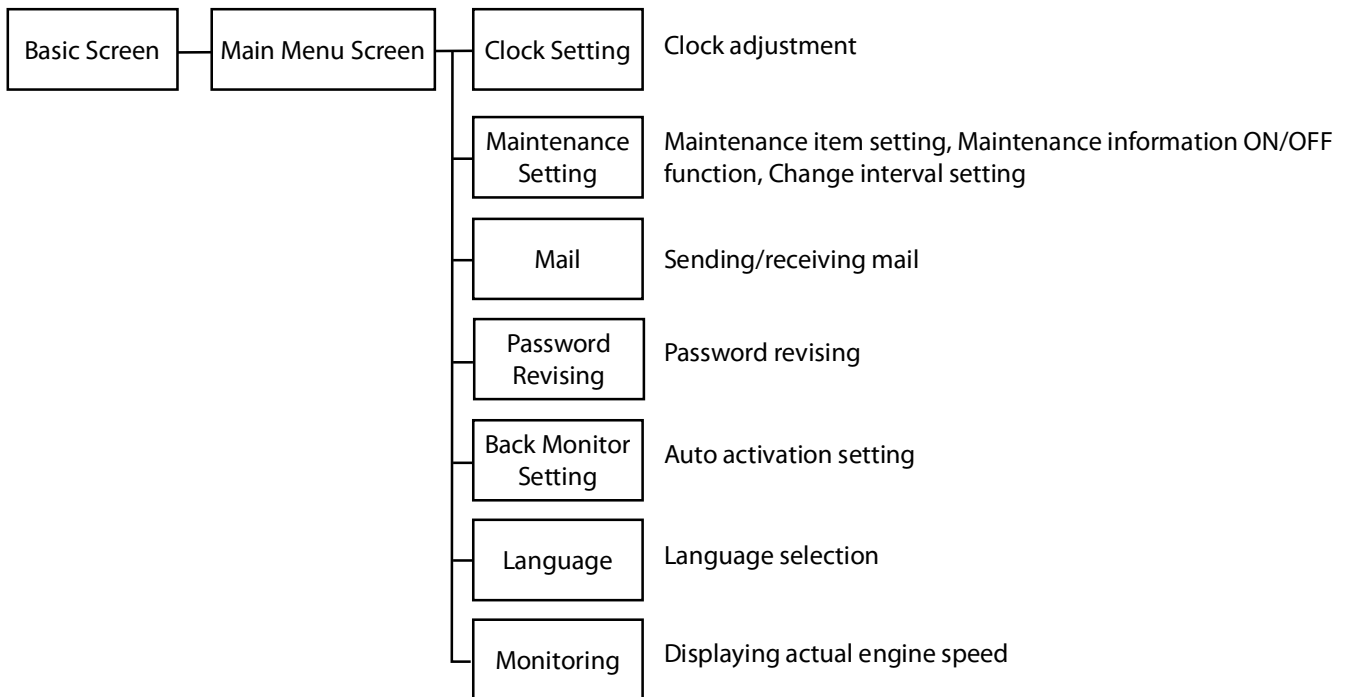 Basic Screen
Main Menu Screen
Clock Setting
Clock adjustment
Maintenance
Setting
Maintenance item setting, Maintenance information ON/OFF
function, Change interval setting
Mail
Sending/receiving mail
Password
Revising
Password revising
Back Monitor
Setting
Auto activation setting
Language
Language selection
Monitoring
Displaying actual engine speed